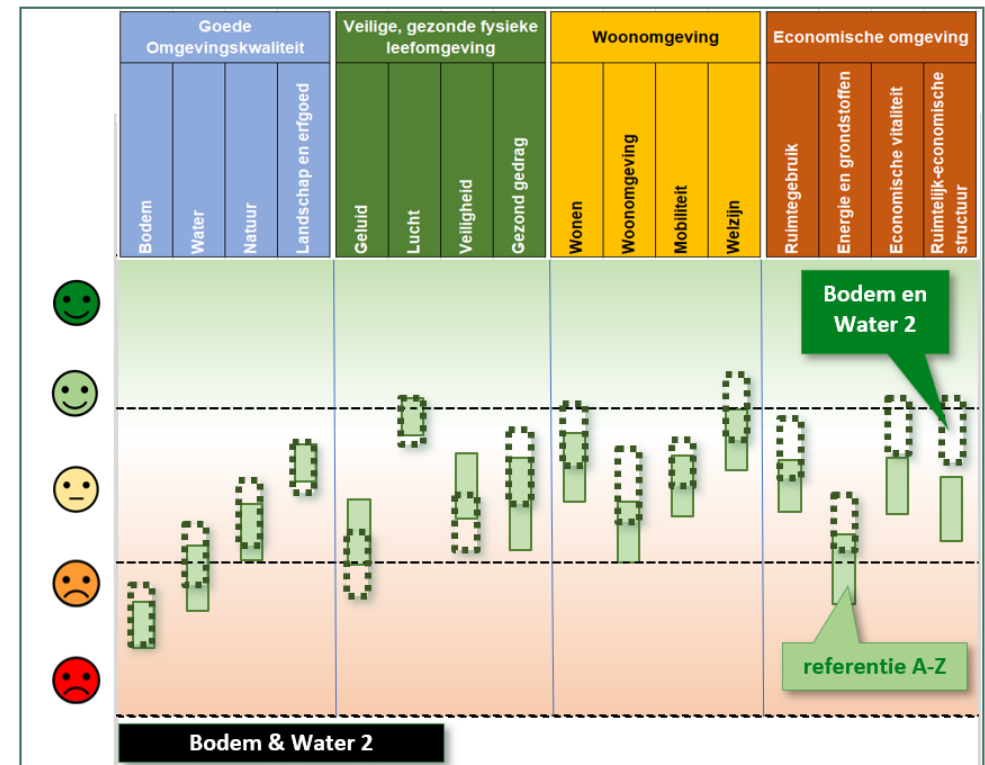 Goede
Omgevingskwaliteit
Veilige, gezonde fysieke
leefomgeving
Woonomgeving
Economische omgeving
Bodem
Water
Natuur
Landschap en erfgoed
Geluid
Lucht
Veiligheid
Gezond gedrag
Wonen
Woonomgeving
Mobiliteit
Welzijn
Ruimtegebruik
Energie en grondstoffen
Economische vitaliteit
Ruimtelijk-economische
structuur
Bodem en
Water 2
referentie A-Z
Bodem & Water 2